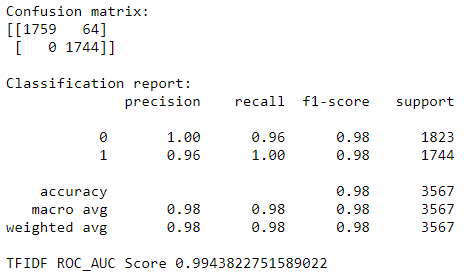 Confusion matrix:
[[1759   64]
 [   0 1744]]
Classification report:
              precision    recall  f1-score   support
           0       1.00      0.96      0.98      1823
           1       0.96      1.00      0.98      1744
    accuracy                           0.98      3567
   macro avg       0.98      0.98      0.98      3567
weighted avg       0.98      0.98      0.98      3567
TFIDF ROC_AUC Score 0.9943822751589022